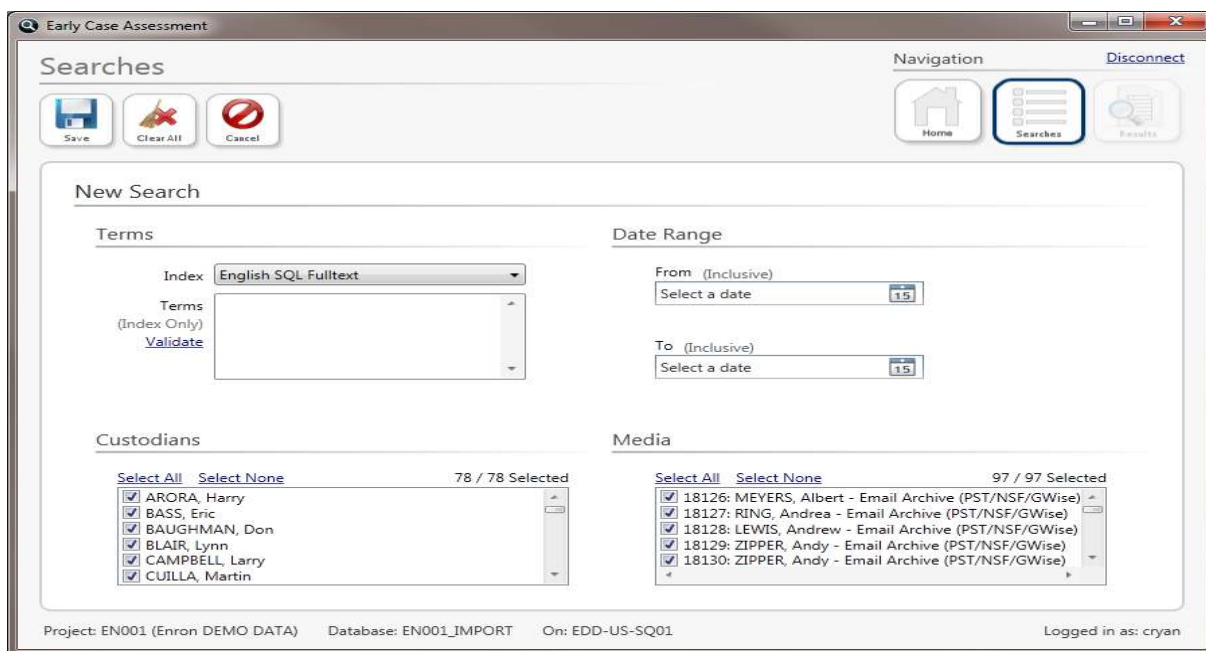 Early Case Assessment
Searches
Navigation
Disconnect
Save
Clear All
Cancel
Home
Searches
Results
New Search
Terms
Index
English SQL Fulltext
Terms
(Index Only)
Validate
Date Range
From (Inclusive)
Select a date
15
To (Inclusive)
Select a date
15
Custodians
Select All Select None 78 / 78 Selected
ARORA, Harry
BASS, Eric
BAUGHMAN, Don
BLAIR, Lynn
CAMPBELL, Larry
CUILLA, Martin
Media
Select All Select None 97 / 97 Selected
18126: MEYERS, Albert - Email Archive (PST/NSF/GWise)
18127: RING, Andrea - Email Archive (PST/NSF/GWise)
18128: LEWIS, Andrew - Email Archive (PST/NSF/GWise)
18129: ZIPPER, Andy - Email Archive (PST/NSF/GWise)
18130: ZIPPER, Andy - Email Archive (PST/NSF/GWise)
Project: EN001 (Enron DEMO DATA) Database: EN001_IMPORT On: EDD-US-SQ01 Logged in as: cryan